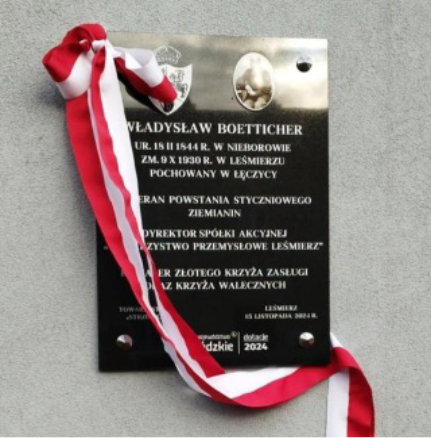 WŁADYSŁAW BOETTICHER
UR. 18 II 1844 R. W NIEBOROWIE
ZM. 9 X 1930 R. W LEŚMIERZU
POCHOWANY W ŁĘCZYCY
POWSTANIA STYCZNIOWEGO
ZIEMIANIN
DYREKTOR SPÓŁKI AKCYJNEJ
PRZEMYSŁOWE LEŚMIERZ"
ZŁOTEGO KRZYŻA ZASŁUGI
ORAZ KRZYŻA WALECZNYCH
LEŚMIERZ
15 LISTOPADA 2024 R.
dotacje
2024